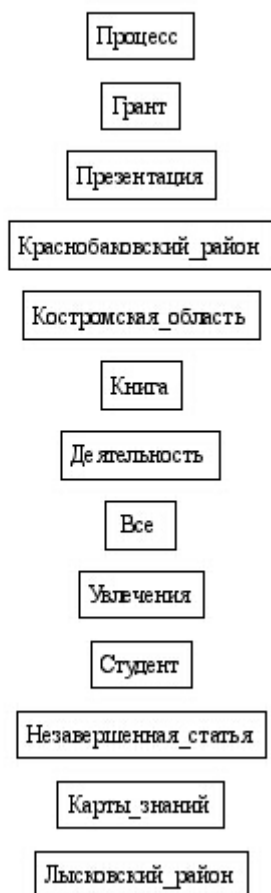 Процесс
Грант
Презентация
Краснобаковский_район
Костромская_область
Книга
Деятельность
Все
Увлечения
Студент
Незавершенная_статья
Карты_знаний
Лысковский_район